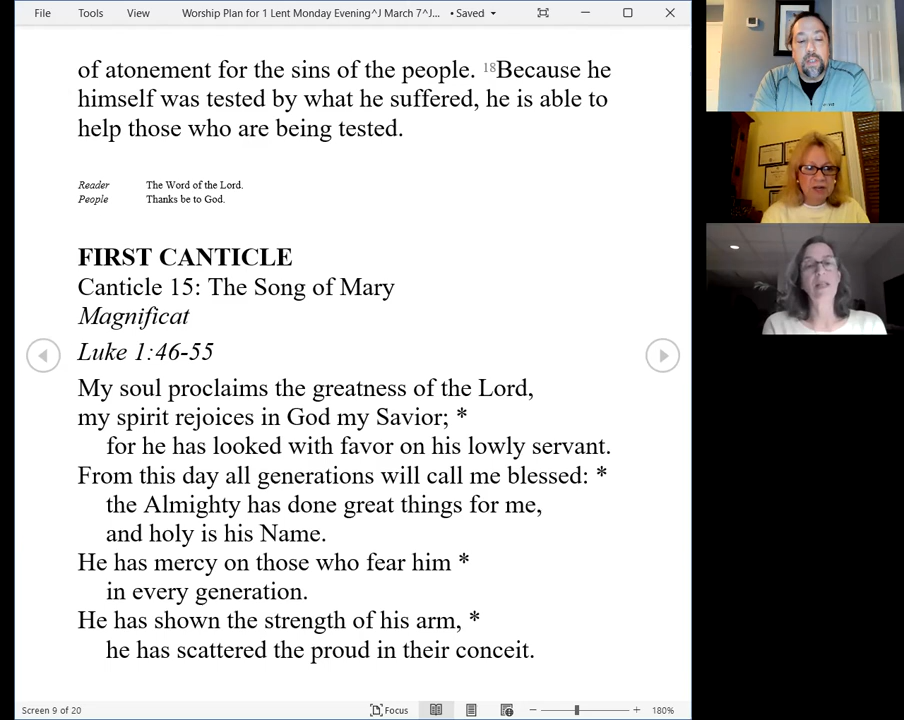 File Tools View Worship Plan for 1 Lent Monday Evening^J March 7^J... • Saved
of atonement for the sins of the people. 18Because he
himself was tested by what he suffered, he is able to
help those who are being tested.
Reader The Word of the Lord.
People Thanks be to God.
FIRST CANTICLE
Canticle 15: The Song of Mary
Magnificat
Luke 1:46-55
My soul proclaims the greatness of the Lord,
my spirit rejoices in God my Savior; *
for he has looked with favor on his lowly servant.
From this day all generations will call me blessed: *
the Almighty has done great things for me,
and holy is his Name.
He has mercy on those who fear him *
in every generation.
He has shown the strength of his arm, *
he has scattered the proud in their conceit.
Screen 9 of 20 Focus 180%